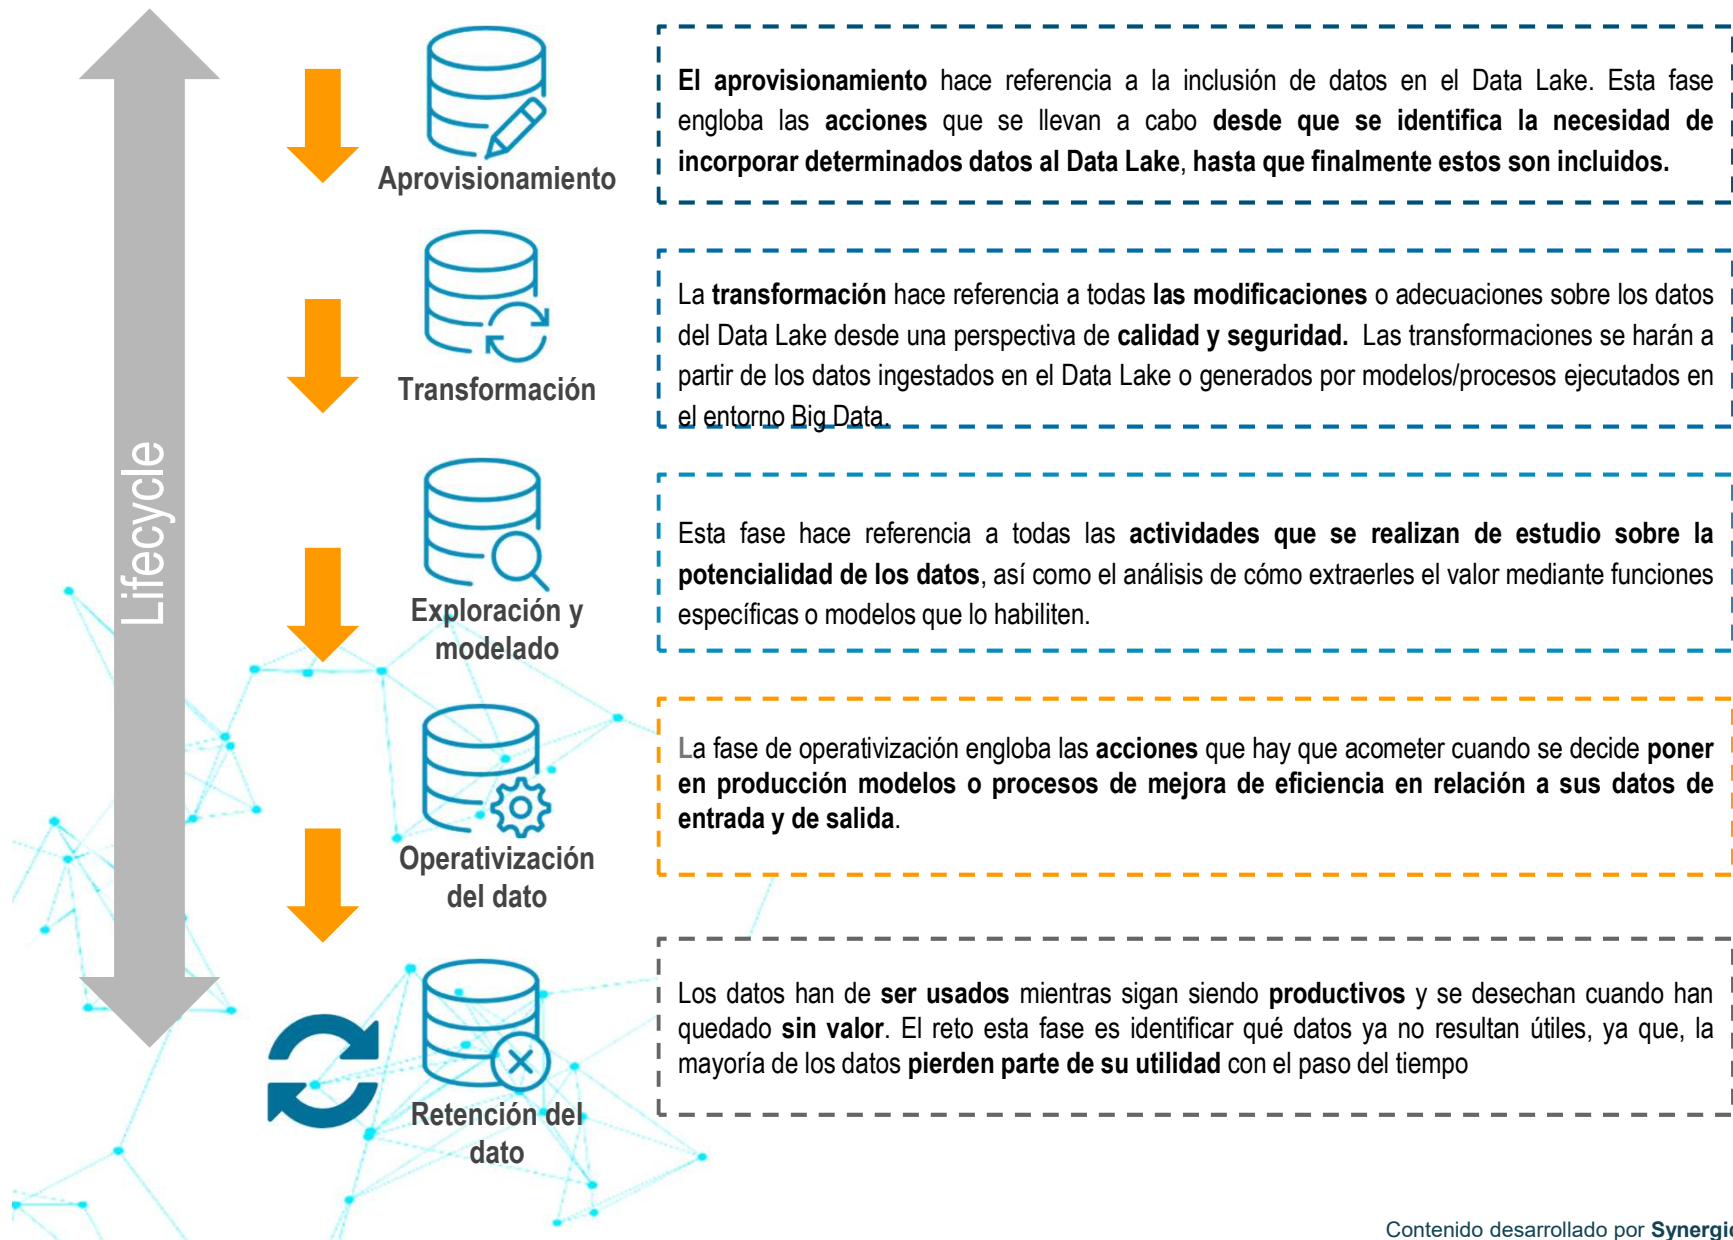 Lifecycle
Aprovisionamiento
El aprovisionamiento hace referencia a la inclusión de datos en el Data Lake. Esta fase
engloba las acciones que se llevan a cabo desde que se identifica la necesidad de
incorporar determinados datos al Data Lake, hasta que finalmente estos son incluidos.
Transformación
La transformación hace referencia a todas las modificaciones o adecuaciones sobre los datos
del Data Lake desde una perspectiva de calidad y seguridad. Las transformaciones se harán a
partir de los datos ingestados en el Data Lake o generados por modelos/procesos ejecutados en
el entorno Big Data.
Exploración y
modelado
Esta fase hace referencia a todas las actividades que se realizan de estudio sobre la
potencialidad de los datos, así como el análisis de cómo extraerles el valor mediante funciones
específicas o modelos que lo habiliten.
Operativización
del dato
La fase de operativización engloba las acciones que hay que acometer cuando se decide poner
en producción modelos o procesos de mejora de eficiencia en relación a sus datos de
entrada y de salida.
Retención del
dato
Los datos han de ser usados mientras sigan siendo productivos y se desechan cuando han
quedado sin valor. El reto esta fase es identificar qué datos ya no resultan útiles, ya que, la
mayoría de los datos pierden parte de su utilidad con el paso del tiempo
Contenido desarrollado por